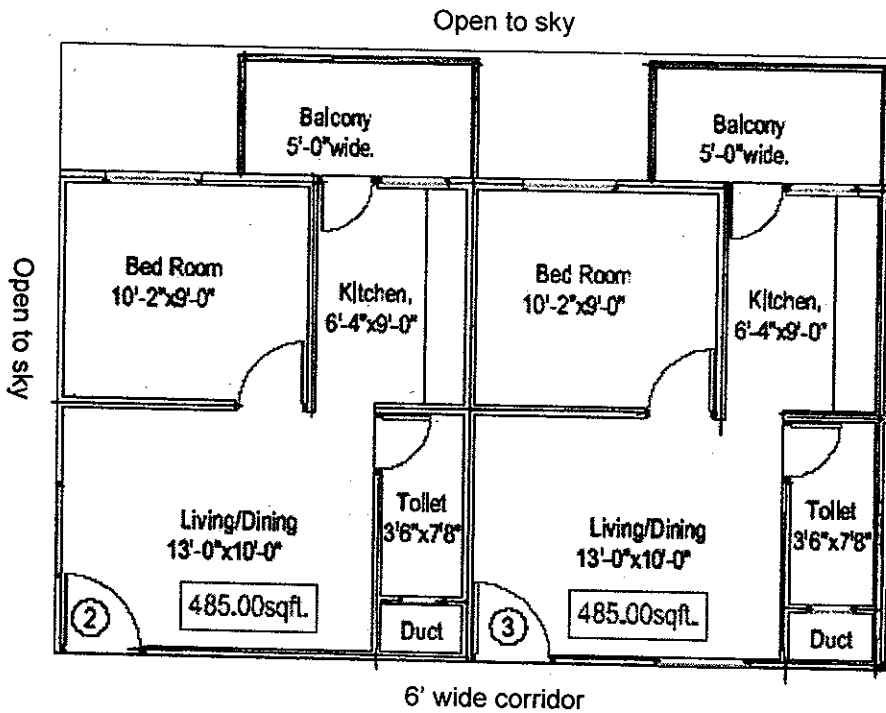 Open to sky
Balcony
5'-0"wide.
Balcony
5'-0"wide.
Open to sky
Bed Room
10'-2"x9'-0"
Kitchen,
6'-4"x9'-0"
Bed Room
10'-2"x9'-0"
Kitchen,
6'-4"x9'-0"
Living/Dining
13'-0"x10'-0"
Toilet
3'6"x7'8"
Living/Dining
13'-0"x10'-0"
Toilet
3'6"x7'8"
2
485.00sqft.
Duct
3
485.00sqft.
Duct
6' wide corridor